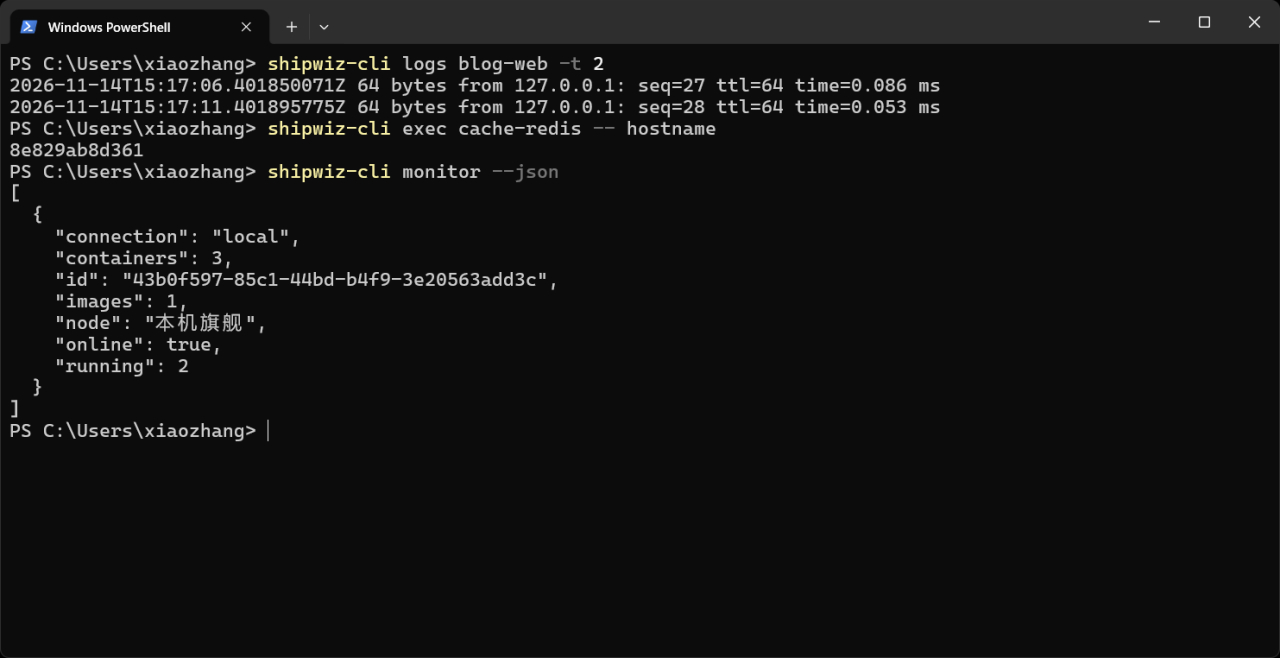 Windows PowerShell
PS C:\Users\xiaozhang> shipwiz-cli logs blog-web -t 2
2026-11-14T15:17:06.401850071Z 64 bytes from 127.0.0.1: seq=27 ttl=64 time=0.086 ms
2026-11-14T15:17:11.401895775Z 64 bytes from 127.0.0.1: seq=28 ttl=64 time=0.053 ms
PS C:\Users\xiaozhang> shipwiz-cli exec cache-redis -- hostname
8e829ab8d361
PS C:\Users\xiaozhang> shipwiz-cli monitor --json
[
  {
    "connection": "local",
    "containers": 3,
    "id": "43b0f597-85c1-44bd-b4f9-3e20563add3c",
    "images": 1,
    "node": "本机旗舰",
    "online": true,
    "running": 2
  }
]
PS C:\Users\xiaozhang>